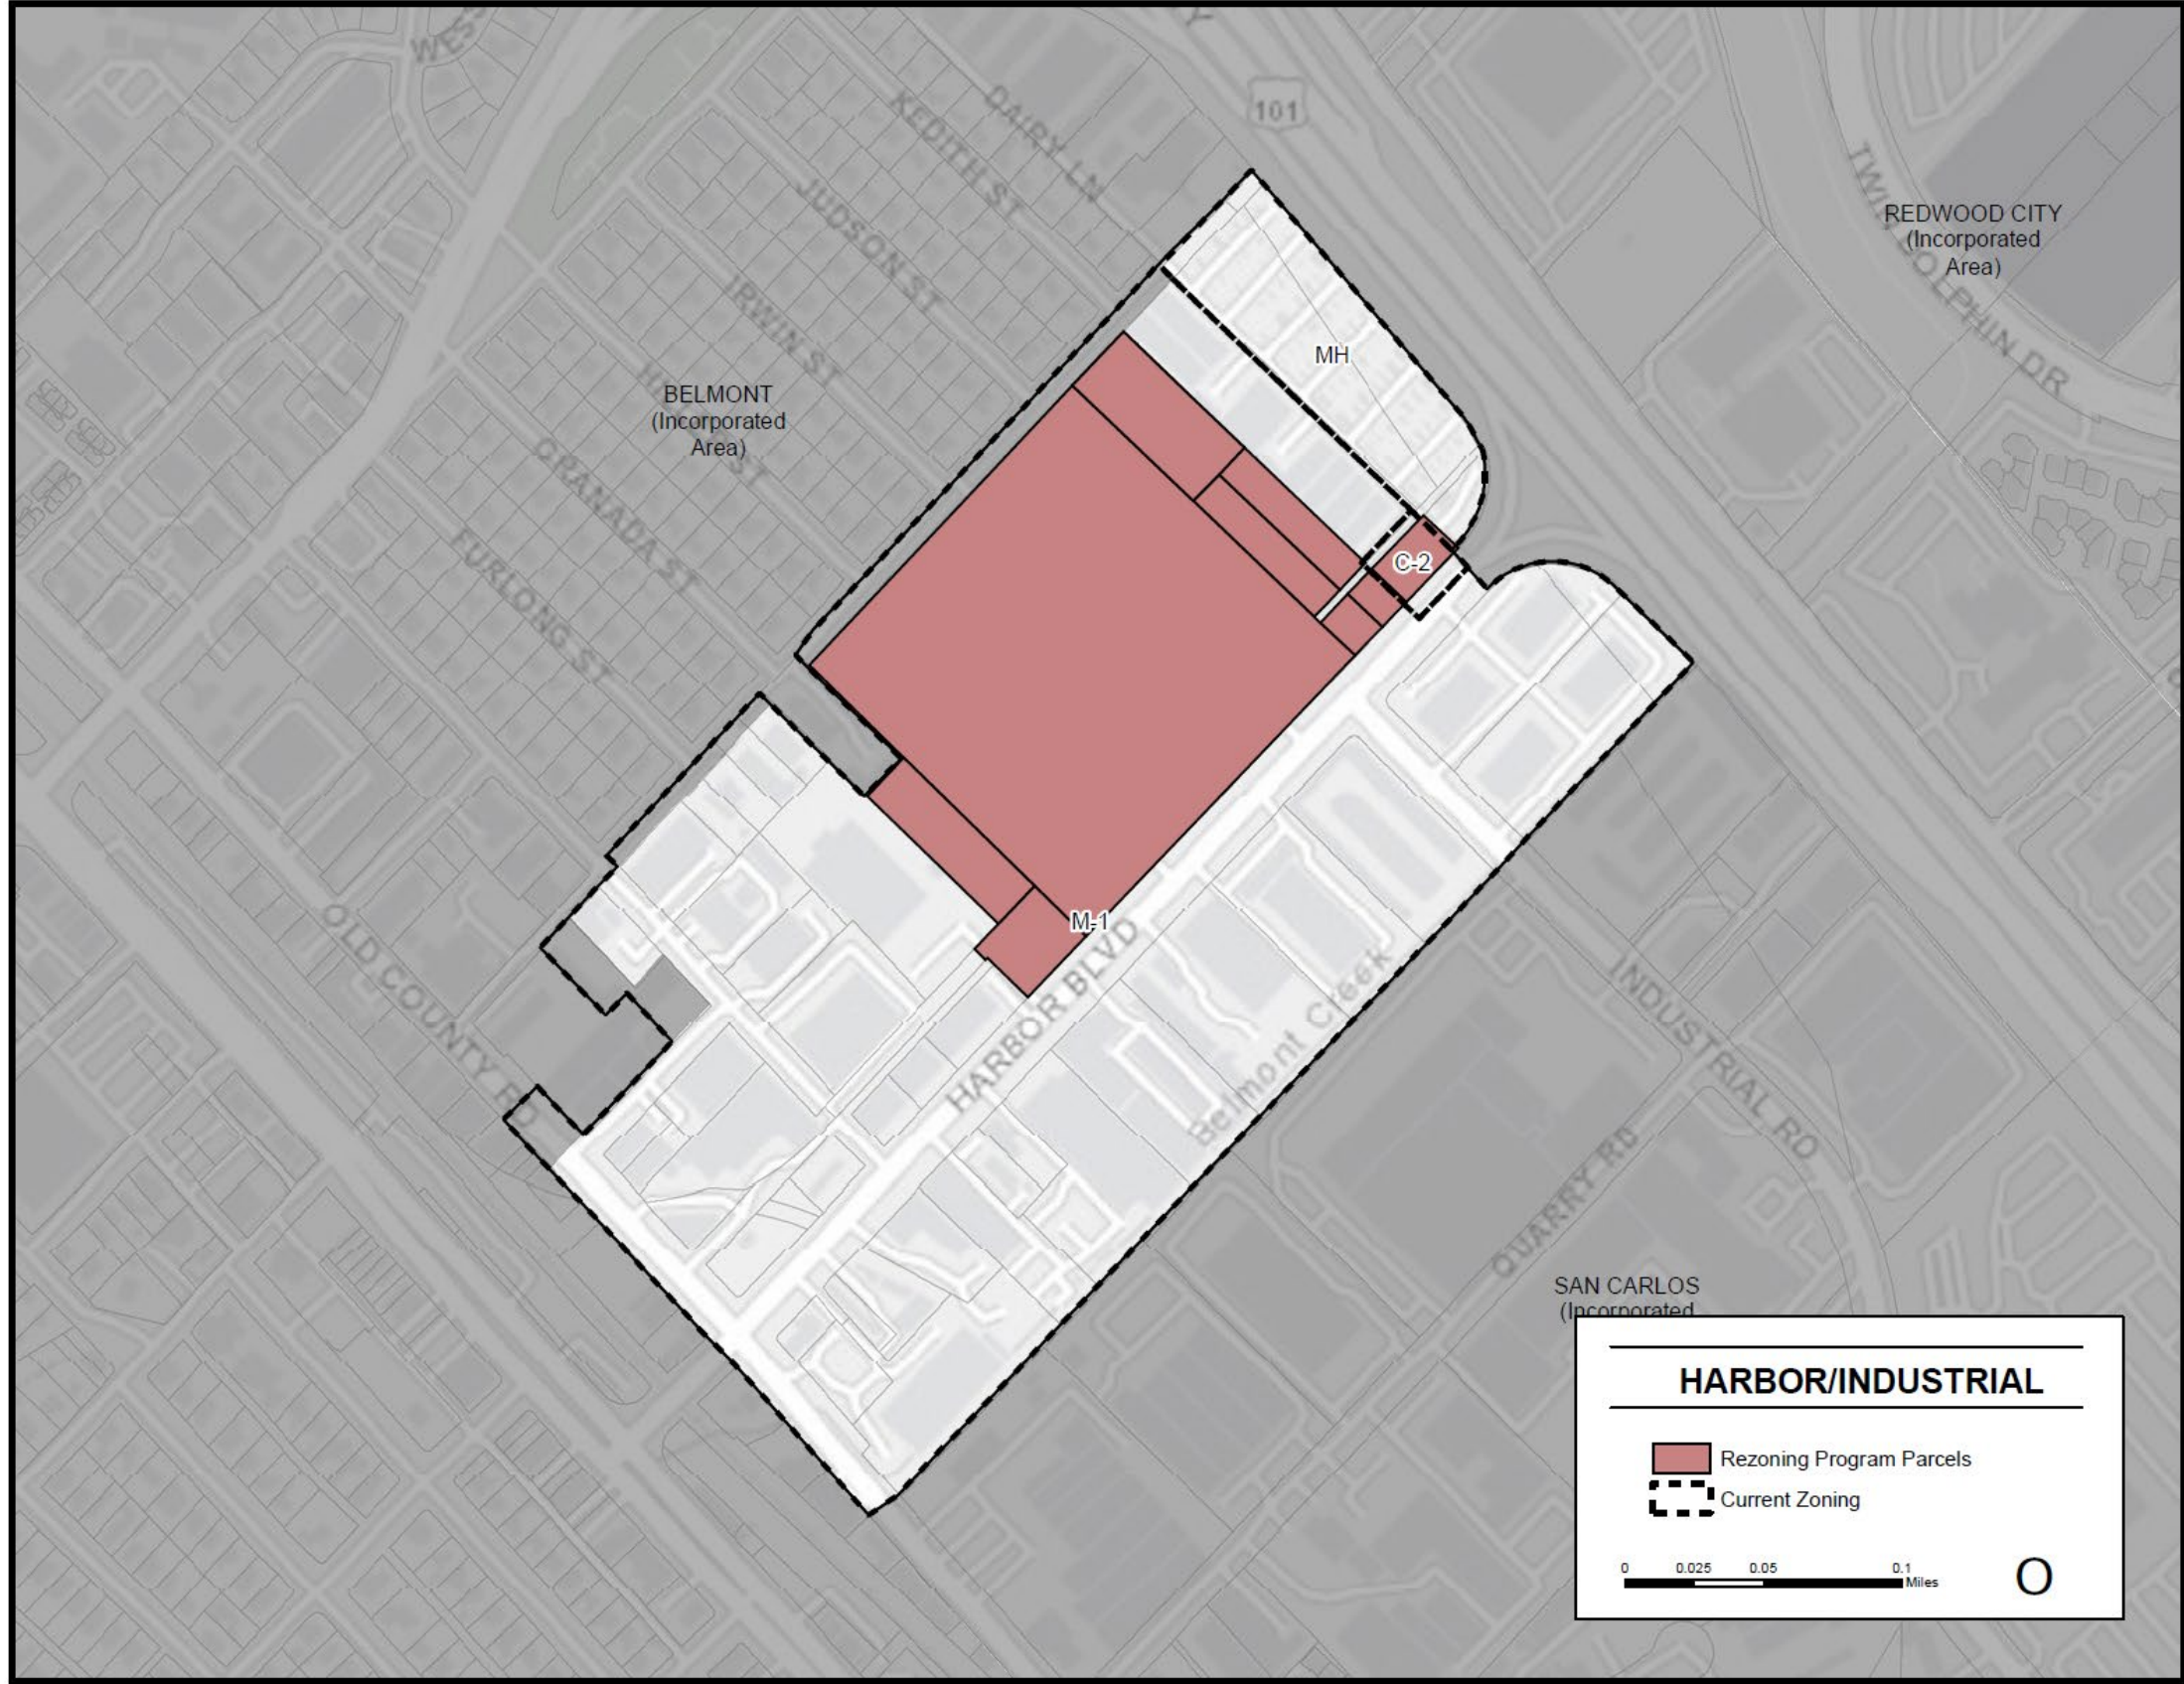 101
DAIRY LN
KEDITH ST
JUDSON ST
IRWIN ST
GRANADA ST
FURLONG ST
TWIN DOLPHIN DR
REDWOOD CITY
(Incorporated
Area)
MH
BELMONT
(Incorporated
Area)
C-2
M-1
HARBOR BLVD
Belmont Creek
OLD COUNTY RD
INDUSTRIAL RD
QUARRY RD
SAN CARLOS
(Incorporated
HARBOR/INDUSTRIAL
Rezoning Program Parcels
Current Zoning
0 0.025 0.05 0.1
Miles
O